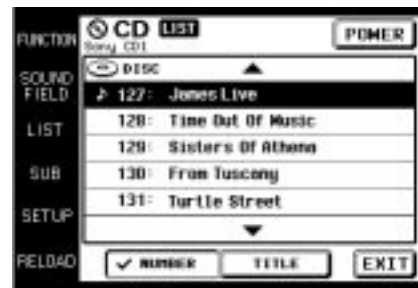 FUNCTION
SOUND
FIELD
LIST
SUB
SETUP
RELOAD
CD LIST
Sony CD1
POWER
DISC
127: James Live
128: Time Out Of Music
129: Sisters Of Athena
130: From Tuscany
131: Turtle Street
NUMBER
TITLE
EXIT